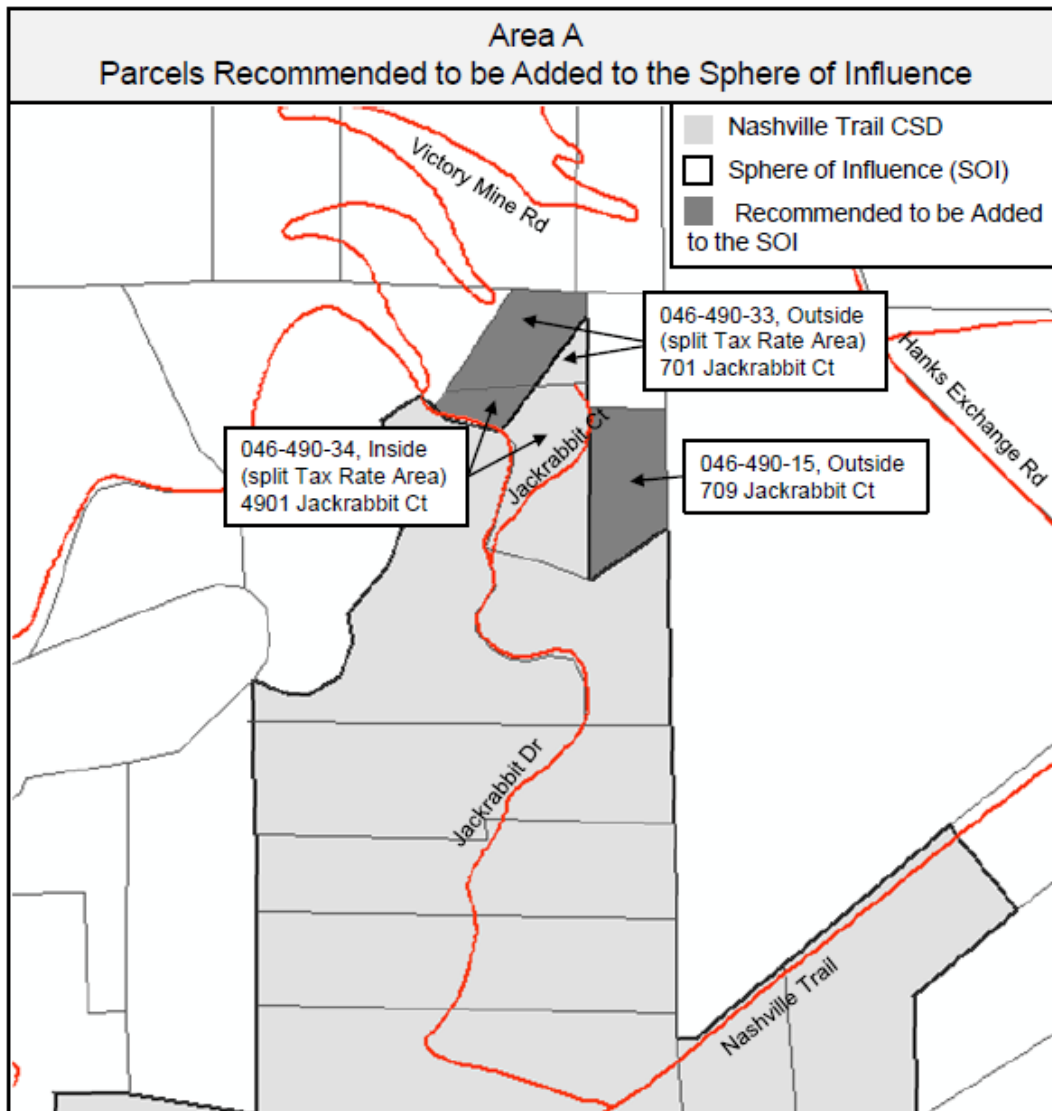 Area A
Parcels Recommended to be Added to the Sphere of Influence
Nashville Trail CSD
Sphere of Influence (SOI)
Recommended to be Added
to the SOI
Victory Mine Rd
046-490-33, Outside
(split Tax Rate Area)
701 Jackrabbit Ct
Hanks Exchange Rd
046-490-34, Inside
(split Tax Rate Area)
4901 Jackrabbit Ct
Jackrabbit Ct
046-490-15, Outside
709 Jackrabbit Ct
Jackrabbit Dr
Nashville Trail